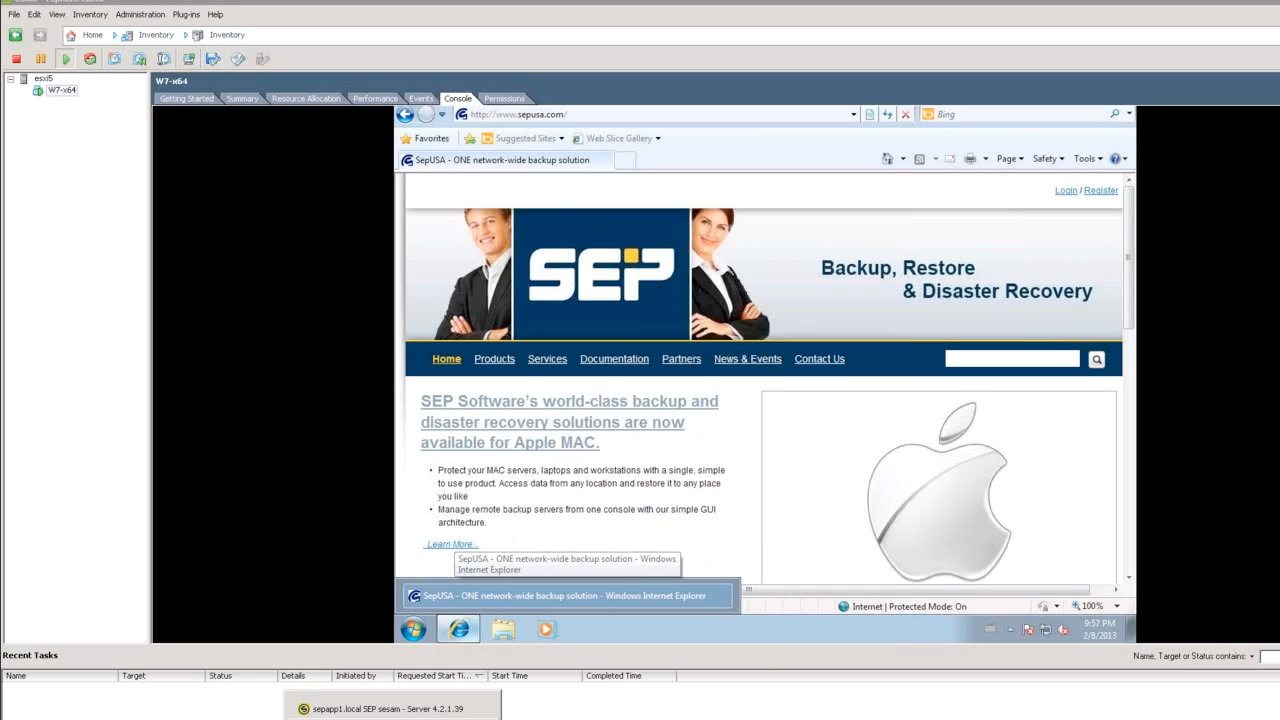 File Edit View Inventory Administration Plug-ins Help
Home Inventory Inventory
esxi5
W7-x64
W7-x64
Getting Started Summary Resource Allocation Performance Events Console Permissions
http://www.sepusa.com/ Bing
Favorites Suggested Sites Web Slice Gallery
SepUSA - ONE network-wide backup solution Page Safety Tools
Login / Register
SEP
Backup, Restore
& Disaster Recovery
Home Products Services Documentation Partners News & Events Contact Us
SEP Software's world-class backup and
disaster recovery solutions are now
available for Apple MAC.
• Protect your MAC servers, laptops and workstations with a single, simple
to use product. Access data from any location and restore it to any place
you like
• Manage remote backup servers from one console with our simple GUI
architecture.
Learn More...
SepUSA - ONE network-wide backup solution - Windows
Internet Explorer
SepUSA - ONE network-wide backup solution - Windows Internet Explorer
Internet | Protected Mode: On 100%
9:57 PM
2/8/2013
Recent Tasks Name, Target or Status contains:
Name Target Status Details Initiated by Requested Start Ti... Start Time Completed Time
sepapp1.local SEP sesam - Server 4.2.1.39